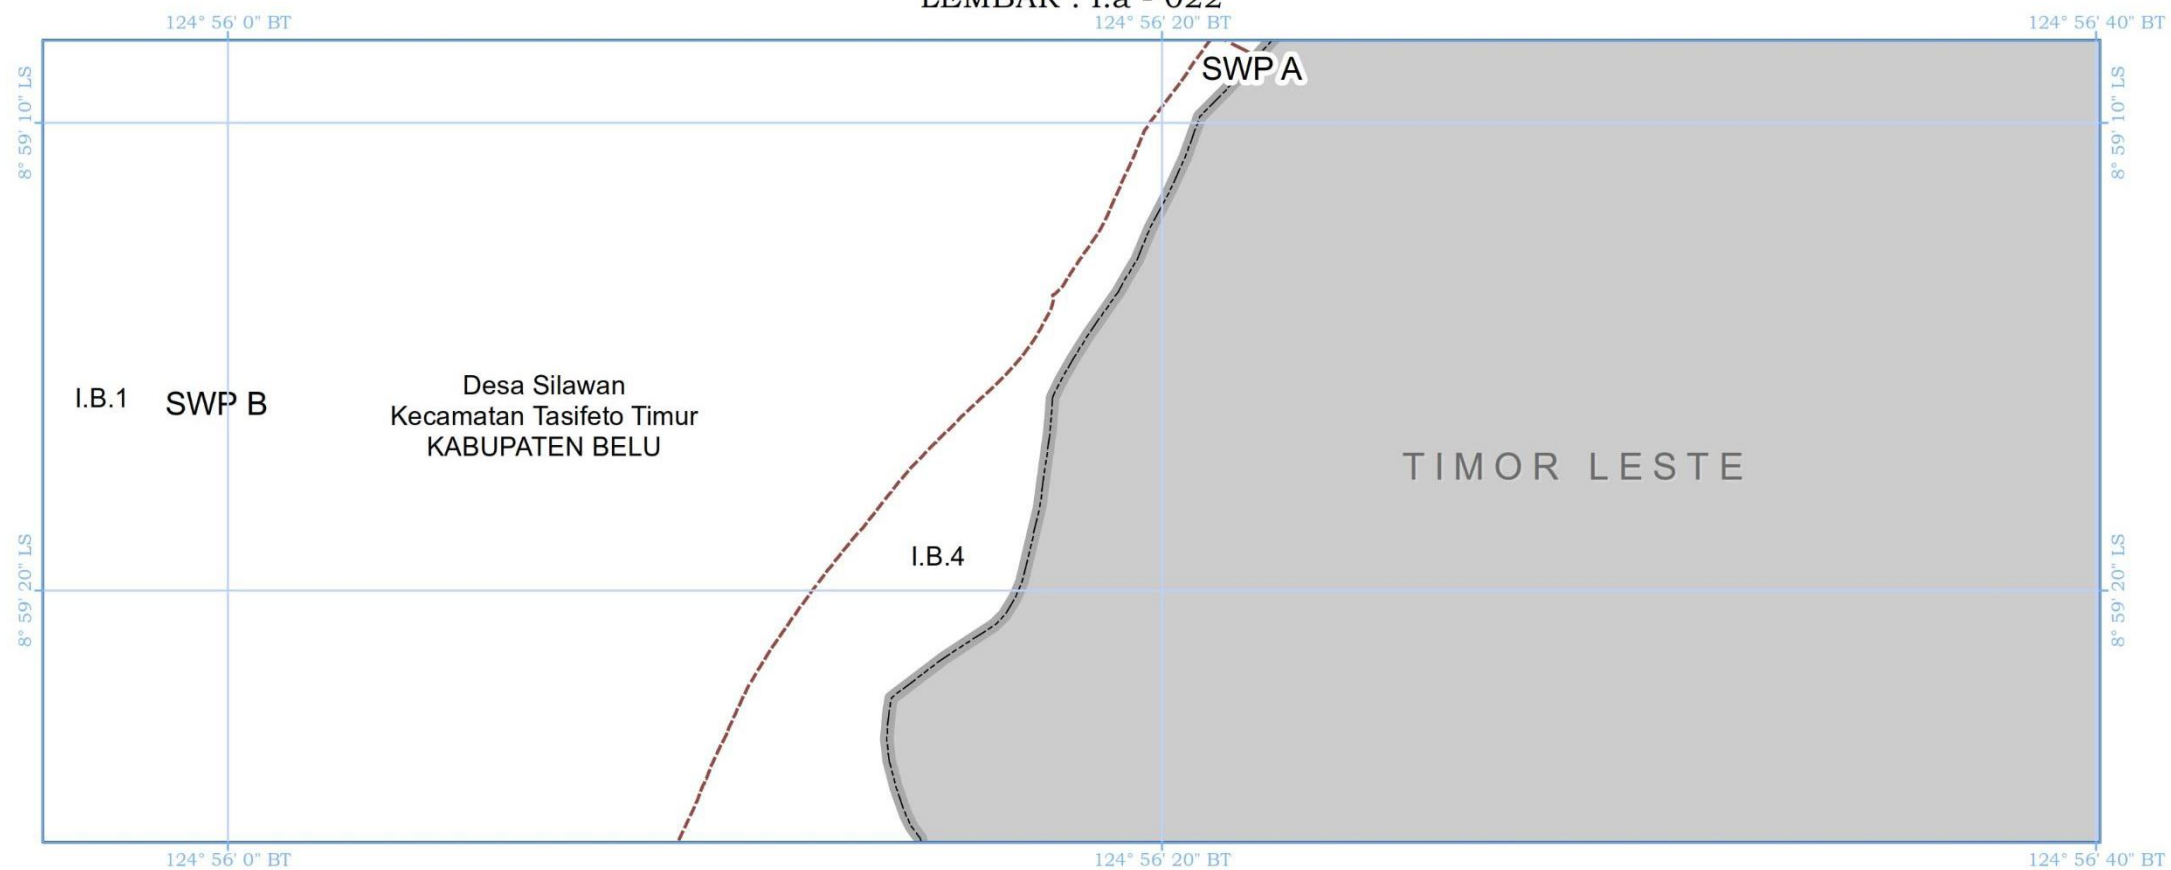 LEMBAR : I.a - 022
124° 56' 0" BT
124° 56' 20" BT
124° 56' 40" BT
8° 59' 10" LS
8° 59' 10" LS
SWP A
I.B.1
SWP B
Desa Silawan
Kecamatan Tasifeto Timur
KABUPATEN BELU
TIMOR LESTE
I.B.4
8° 59' 20" LS
8° 59' 20" LS
124° 56' 0" BT
124° 56' 20" BT
124° 56' 40" BT